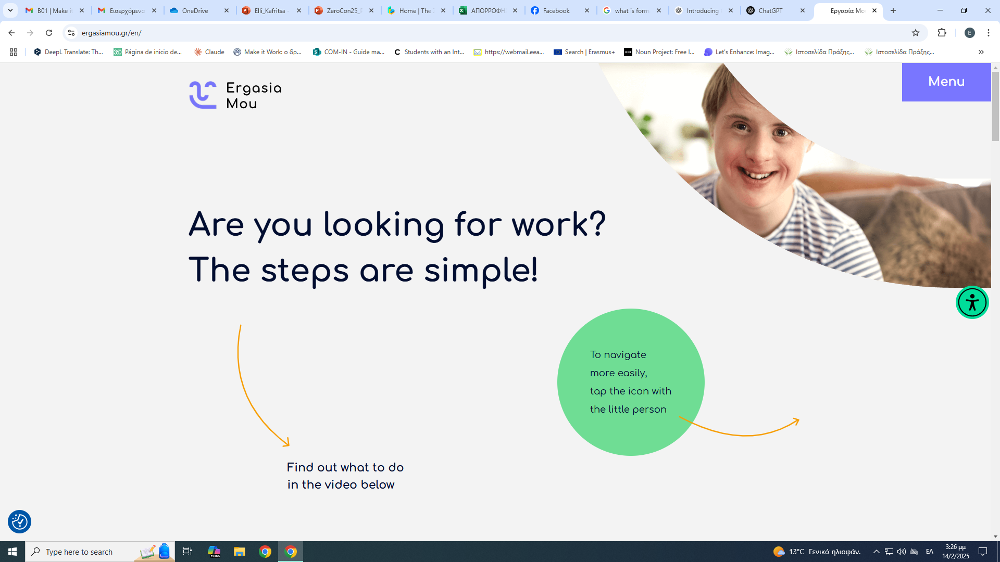 B01 | Make it
Εισερχόμενα
OneDrive
Elli_Kafritsa -
ZeroCon25_
Home | The
ΑΠΟΡΡΟΦΗ
Facebook
what is form
Introducing
ChatGPT
Εργασία Μο
ergasiamou.gr/en/
E
DeepL Translate: Th...
360
Página de inicio de...
Claude
Make it Work: ο δρ...
COM-IN - Guide ma...
Students with an Int...
https://webmail.eea...
Search | Erasmus+
Noun Project: Free I...
Let's Enhance: Imag...
Ιστοσελίδα Πράξης...
Ιστοσελίδα Πράξης...
Ergasia
Mou
Menu
Are you looking for work?
The steps are simple!
To navigate
more easily,
tap the icon with
the little person
Find out what to do
in the video below
Type here to search
M365
13°C Γενικά ηλιοφάν.
ΕΛ
3:26 μμ
14/2/2025